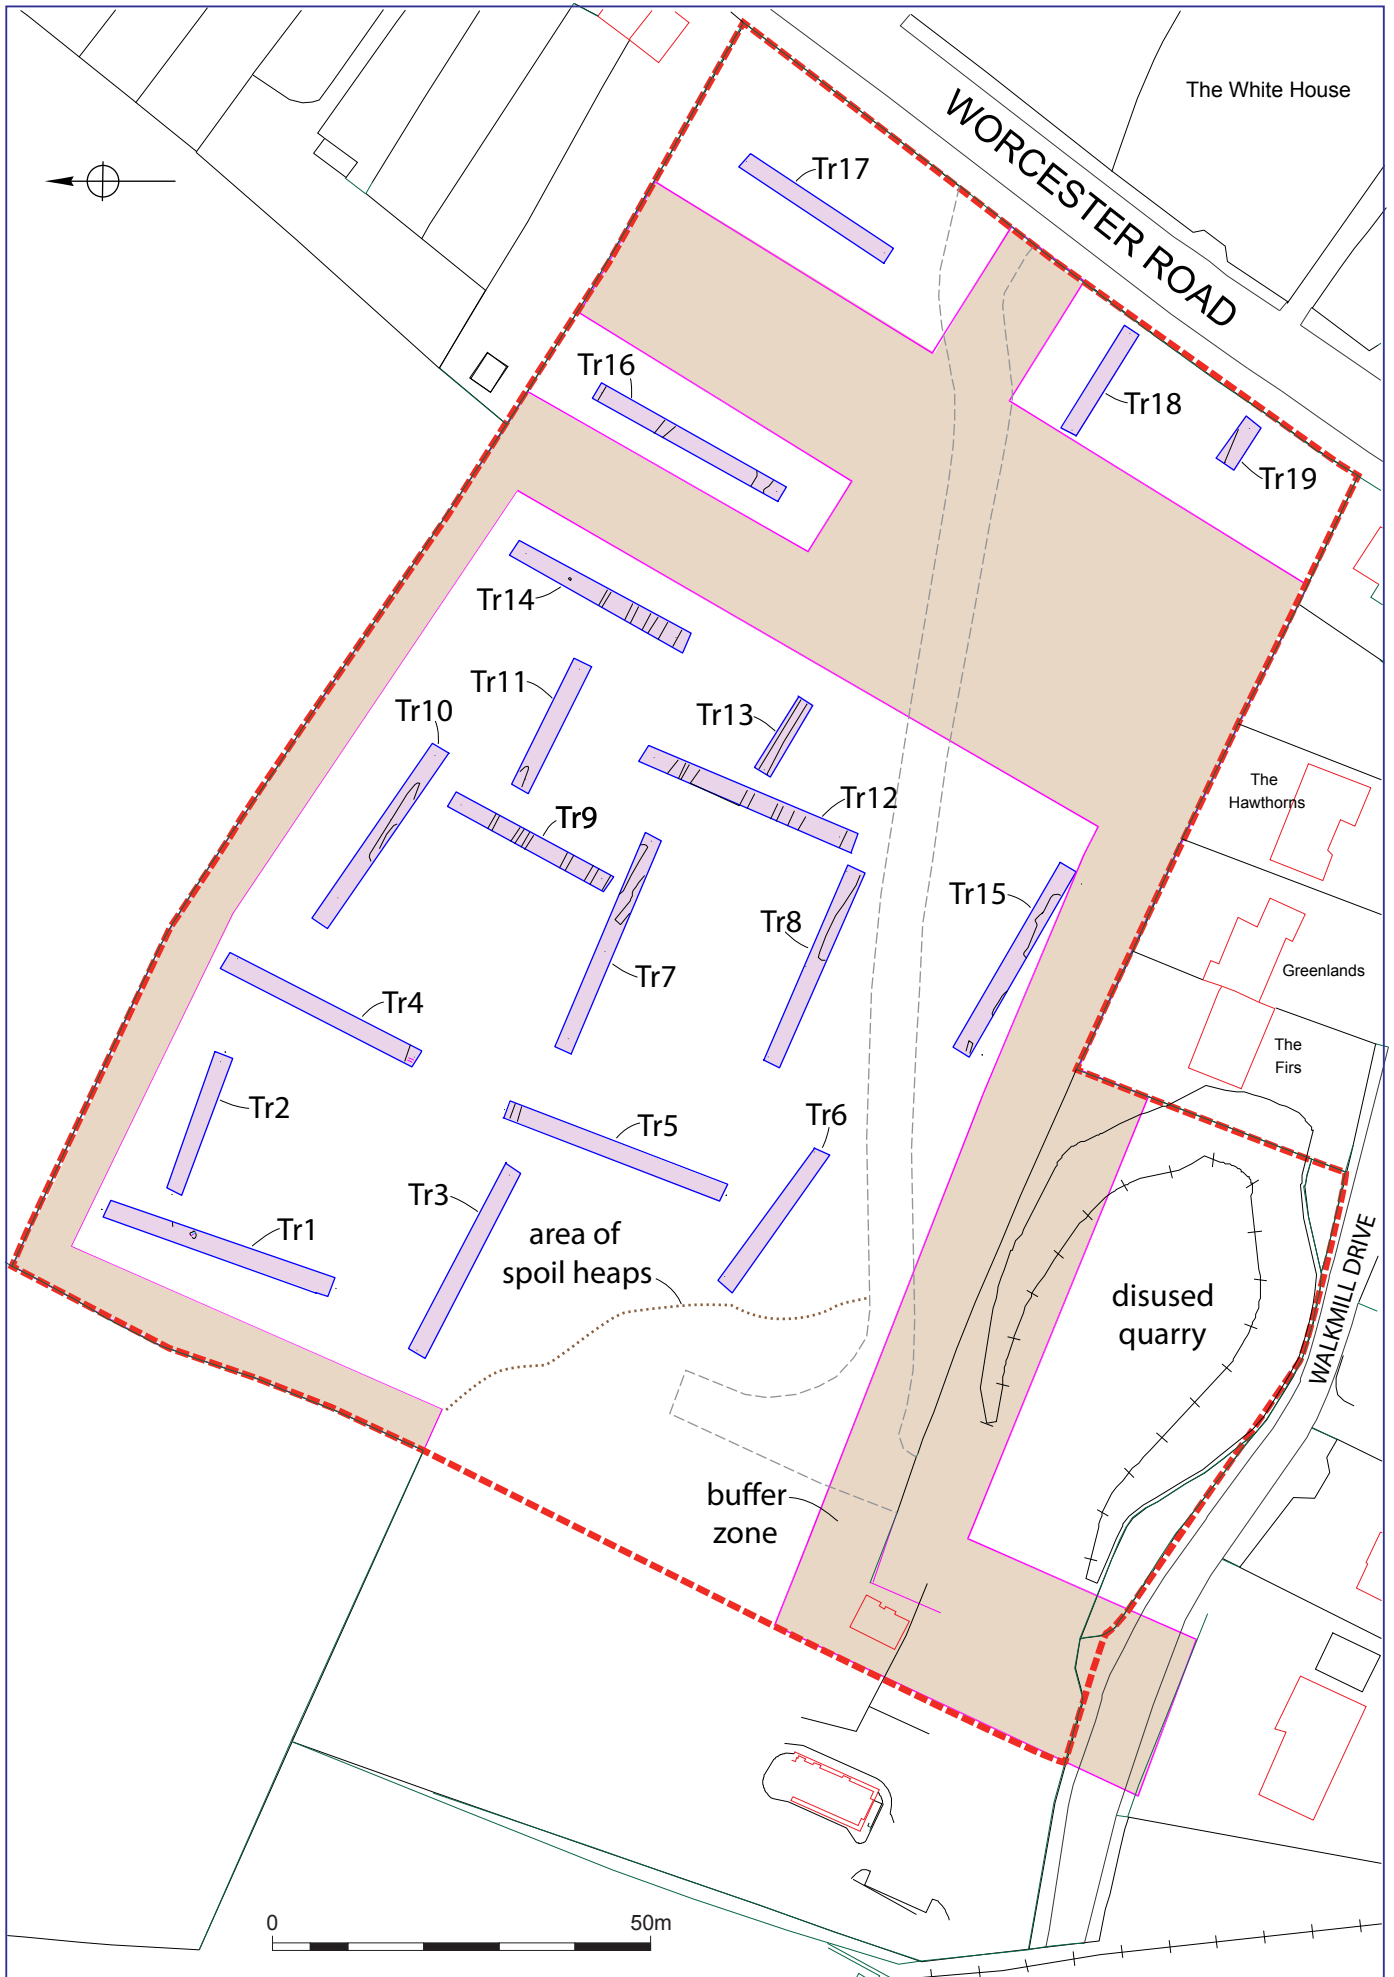 The White House
WORCESTER ROAD
Tr17
Tr16
Tr18
Tr19
Tr14
Tr11
Tr10
Tr13
Tr12
Tr9
The
Hawthorns
Tr15
Tr8
Tr7
Greenlands
Tr4
The
Firs
Tr2
Tr5
Tr6
Tr3
Tr1
area of
spoil heaps
disused
quarry
WALKMILL DRIVE
buffer
zone
0 50m